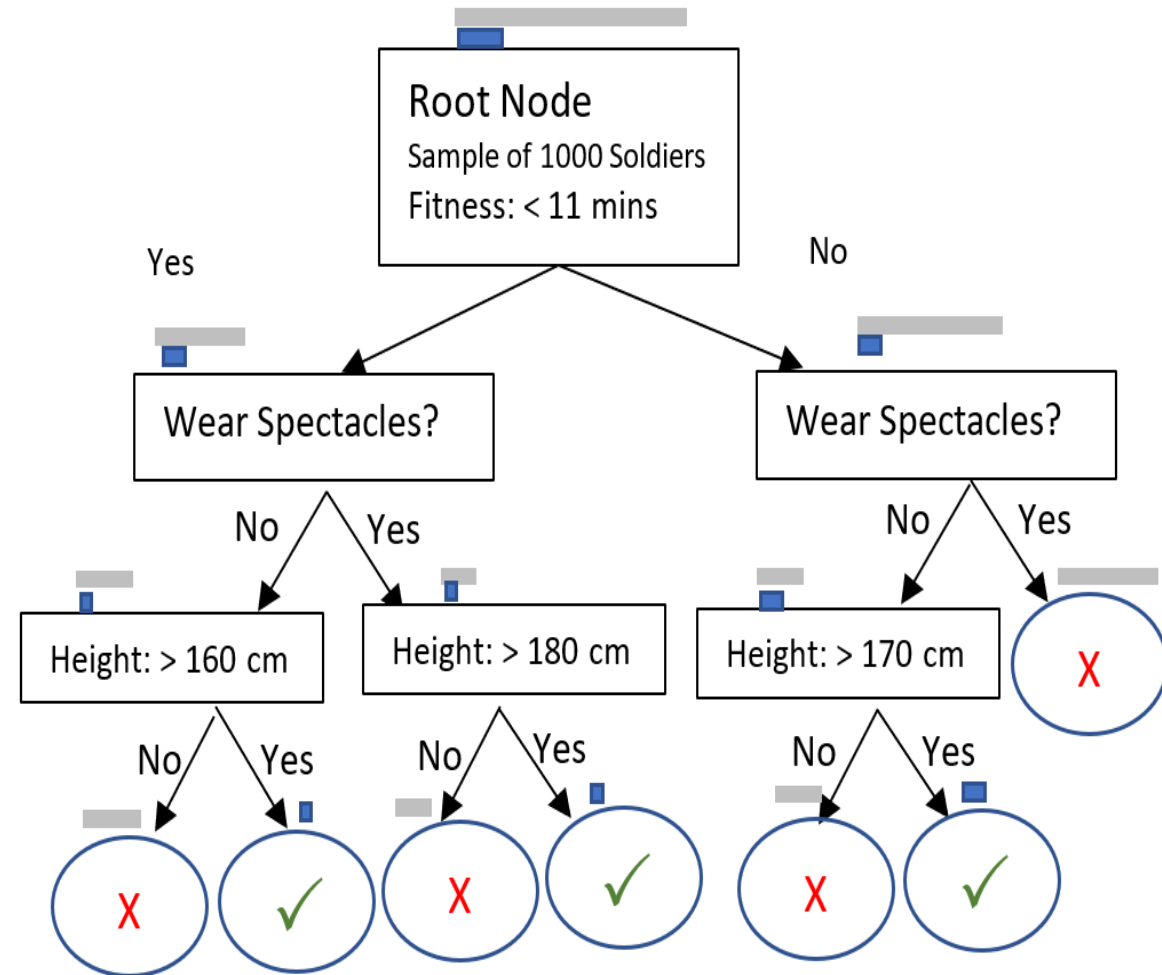 Root Node
Sample of 1000 Soldiers
Fitness: < 11 mins
Yes
No
Wear Spectacles?
Wear Spectacles?
No
Yes
No
Yes
Height: > 160 cm
Height: > 180 cm
Height: > 170 cm
X
No
Yes
No
Yes
No
Yes
X
✓
X
✓
X
✓